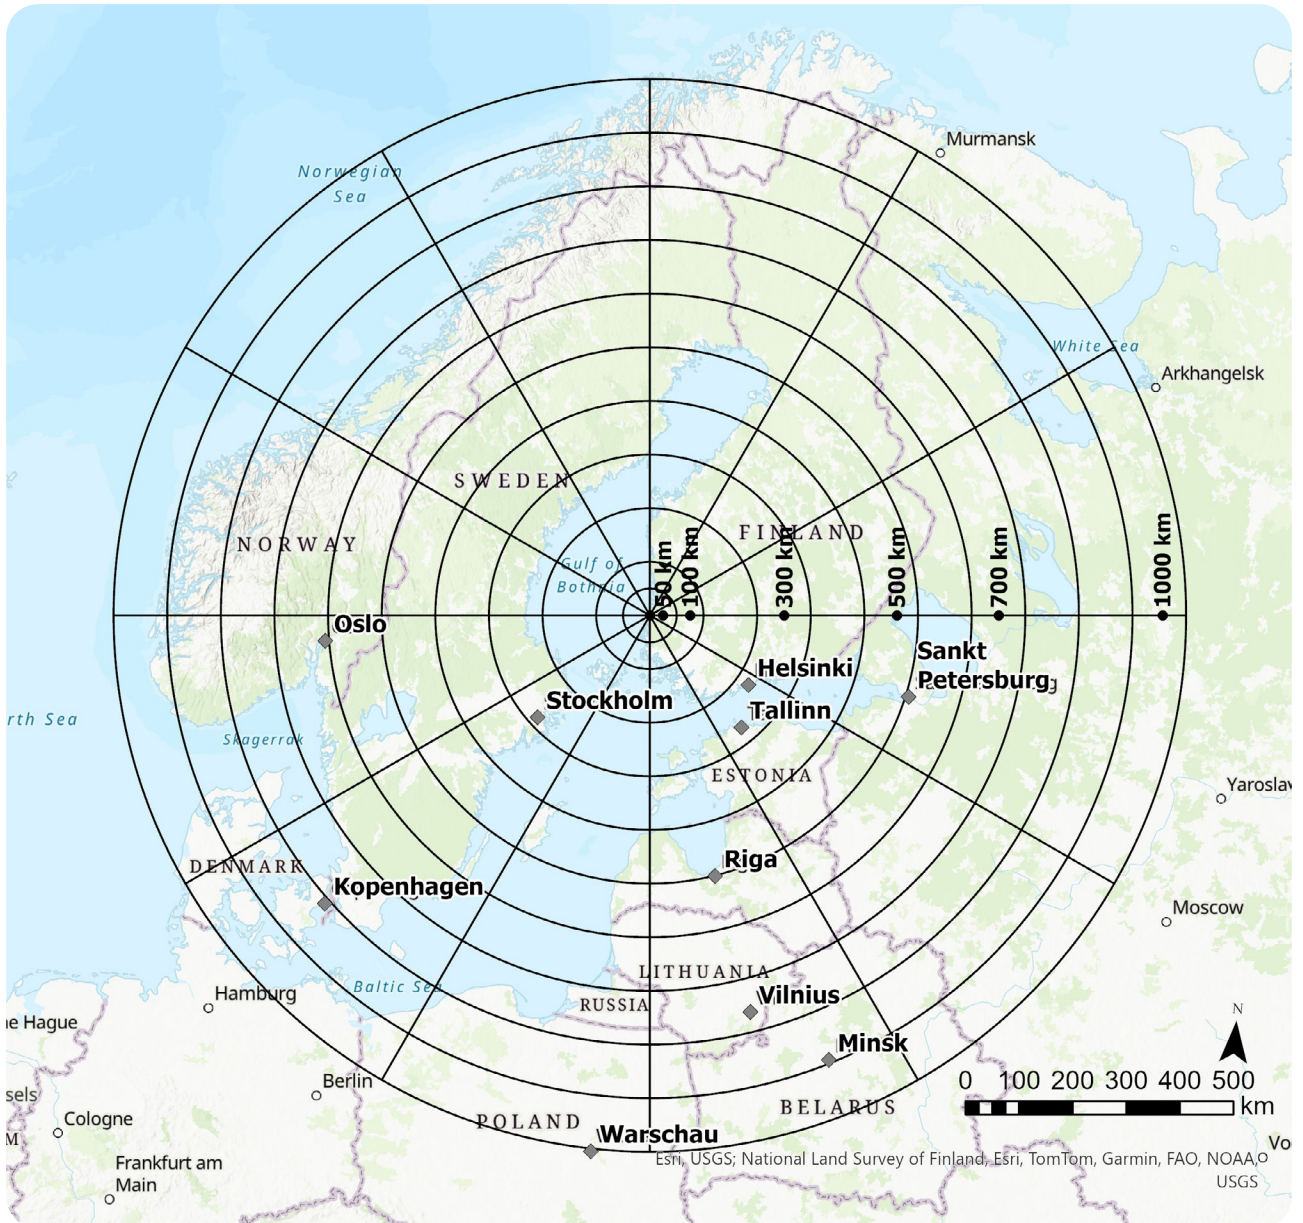 Murmansk
Norwegian
Sea
White Sea
Arkhangelsk
SWEDEN
NORWAY
FINLAND
Gulf of
Bothnia
50 km
100 km
300 km
500 km
700 km
1000 km
Oslo
Sankt
Petersburg
Helsinki
Stockholm
Tallinn
rth Sea
Skagerrak
ESTONIA
Yaroslav
Riga
DENMARK
Kopenhagen
Moscow
LITHUANIA
Baltic Sea
Hamburg
Vilnius
RUSSIA
N
e Hague
Minsk
0 100 200 300 400 500
km
Berlin
sels
BELARUS
Cologne
POLAND
M
Warschau
Vo
Esri, USGS; National Land Survey of Finland, Esri, TomTom, Garmin, FAO, NOAA,
USGS
Frankfurt am
Main